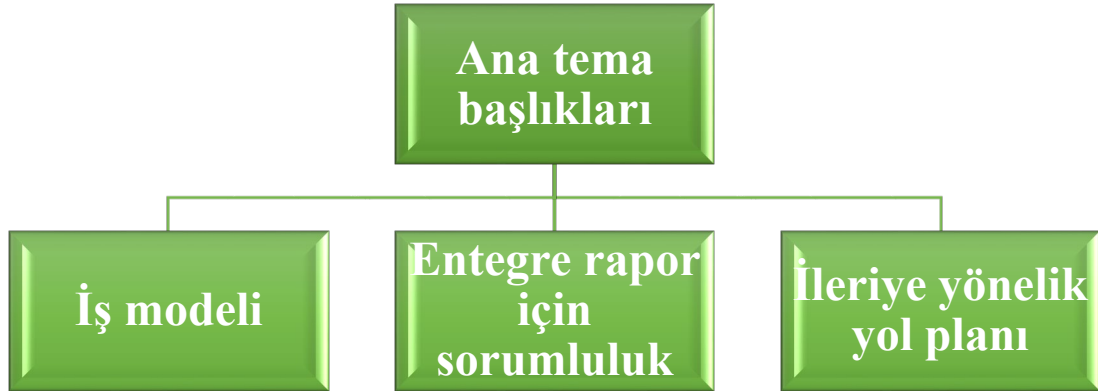 Ana tema
başlıkları
İş modeli
Entegre rapor
için
sorumluluk
İleriye yönelik
yol planı